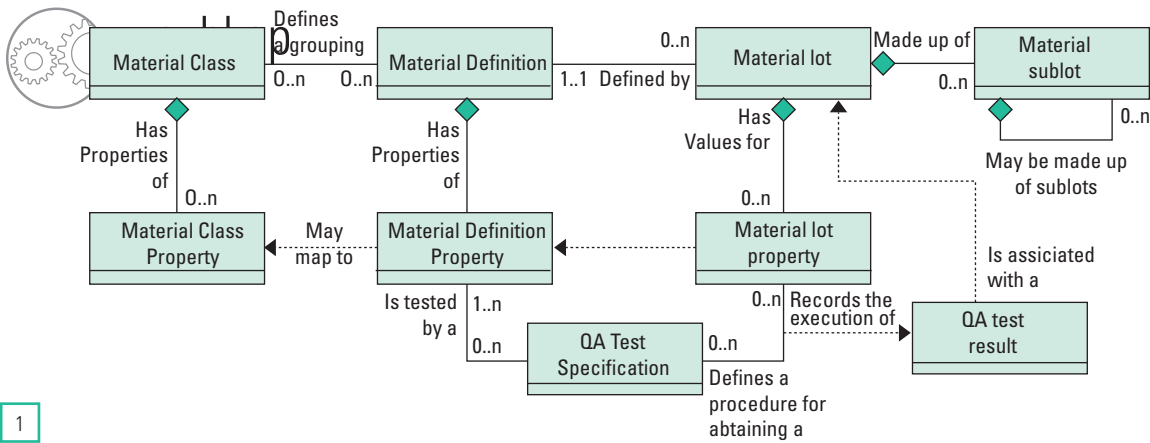 Defines
a grouping
Material Class
0..n
0..n
Material Definition
1..1
Defined by
0..n
Material lot
Made up of
0..n
Material
sublot
0..n
May be made up
of sublots
Has
Properties
of
0..n
Has
Properties
of
Has
Values for
0..n
Material Class
Property
May
map to
Material Definition
Property
Material lot
property
Is assiciated
with a
Is tested
by a
1..n
0..n
QA Test
Specification
0..n
0..n
Records the
execution of
QA test
result
Defines a
procedure for
abtaining a
1